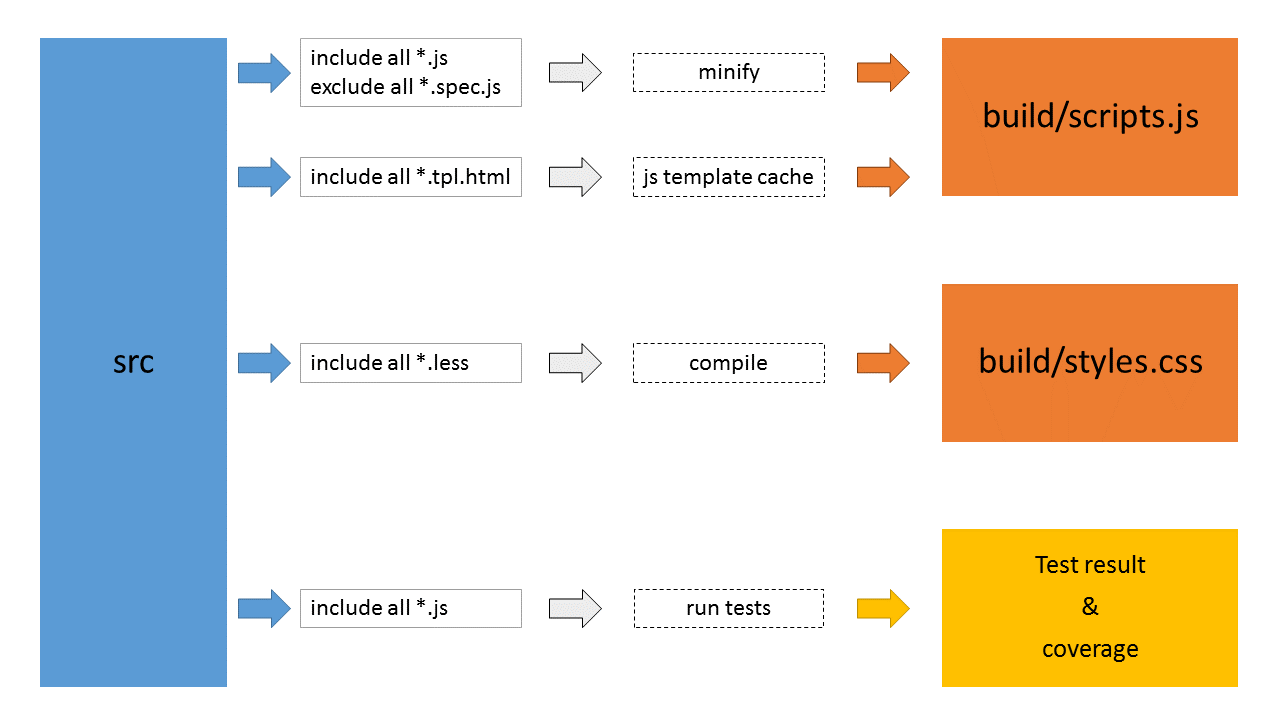 src
include all *.js
exclude all *.spec.js
minify
build/scripts.js
include all *.tpl.html
js template cache
include all *.less
compile
build/styles.css
include all *.js
run tests
Test result
&
coverage